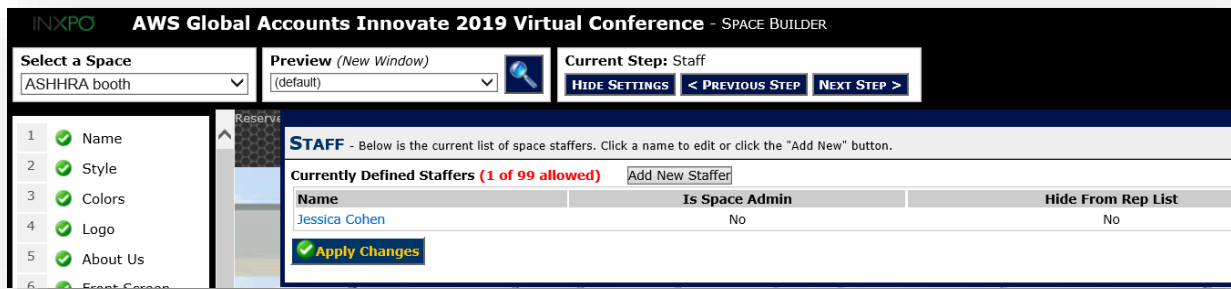 INXPO AWS Global Accounts Innovate 2019 Virtual Conference - SPACE BUILDER
Select a Space
ASHHRA booth
Preview (New Window)
(default)
Current Step: Staff
HIDE SETTINGS < PREVIOUS STEP NEXT STEP >
1 Name
2 Style
3 Colors
4 Logo
5 About Us
6 Front Screen
Reserve
STAFF - Below is the current list of space staffers. Click a name to edit or click the "Add New" button.
Currently Defined Staffers (1 of 99 allowed) Add New Staffer
Name Is Space Admin Hide From Rep List
Jessica Cohen No No
Apply Changes